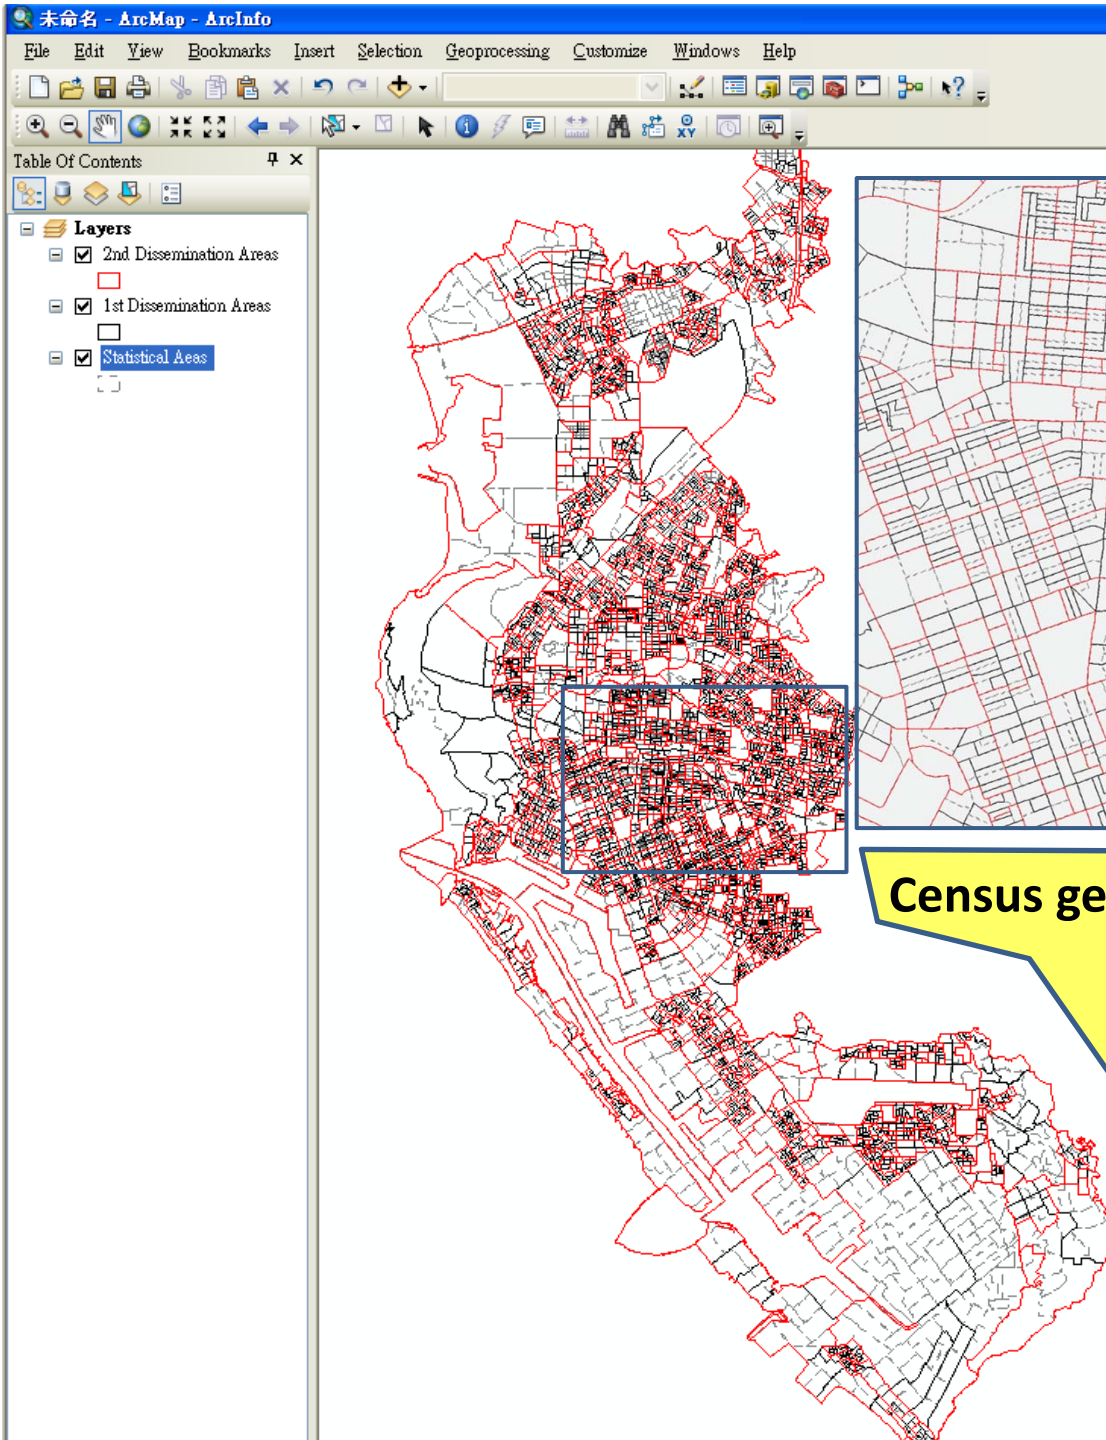 未命名 - ArcMap - ArcInfo
File Edit View Bookmarks Insert Selection Geoprocessing Customize Windows Help
Table Of Contents
Layers
2nd Dissemination Areas
1st Dissemination Areas
Statistical Aeas
Census ge